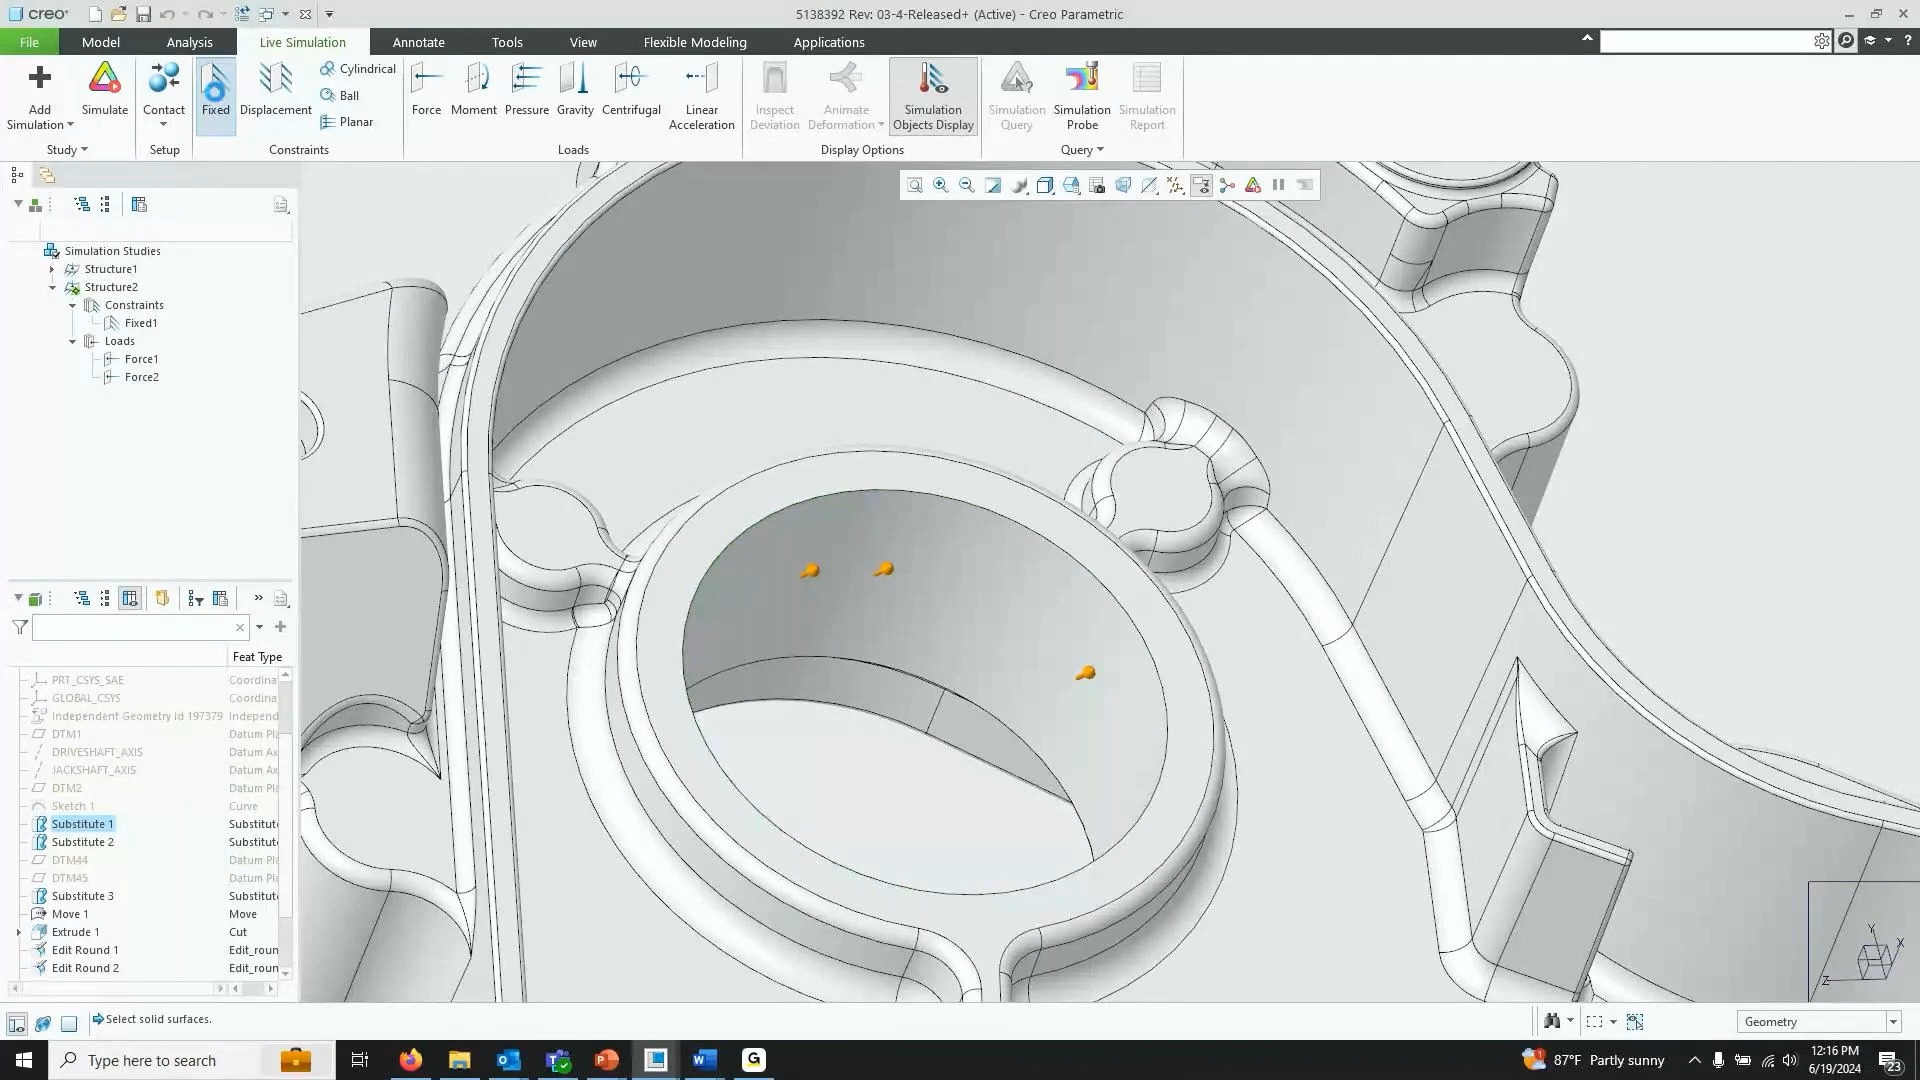 creo
5138392 Rev: 03-4-Released+ (Active) - Creo Parametric
File
Model
Analysis
Live Simulation
Annotate
Tools
View
Flexible Modeling
Applications
Add
Simulation
Simulate
Contact
Fixed
Displacement
Cylindrical
Ball
Planar
Force
Moment
Pressure
Gravity
Centrifugal
Linear
Acceleration
Inspect
Deviation
Animate
Deformation
Simulation
Objects Display
Simulation
Query
Simulation
Probe
Simulation
Report
Study
Setup
Constraints
Loads
Display Options
Query
Simulation Studies
Structure1
Structure2
Constraints
Fixed1
Loads
Force1
Force2
Feat Type
PRT_CSYS_SAE Coordina
GLOBAL_CSYS Coordina
Independent Geometry id 197379 Independ
DTM1 Datum Pla
DRIVESHAFT_AXIS Datum Ax
JACKSHAFT_AXIS Datum Ax
DTM2 Datum Pla
Sketch 1 Curve
Substitute 1 Substitute
Substitute 2 Substitute
DTM44 Datum Pla
DTM45 Datum Pla
Substitute 3 Substitute
Move 1 Move
Extrude 1 Cut
Edit Round 1 Edit_roun
Edit Round 2 Edit_roun
Y
X
Z
Select solid surfaces.
Geometry
Type here to search
87°F Partly sunny
12:16 PM
6/19/2024
23